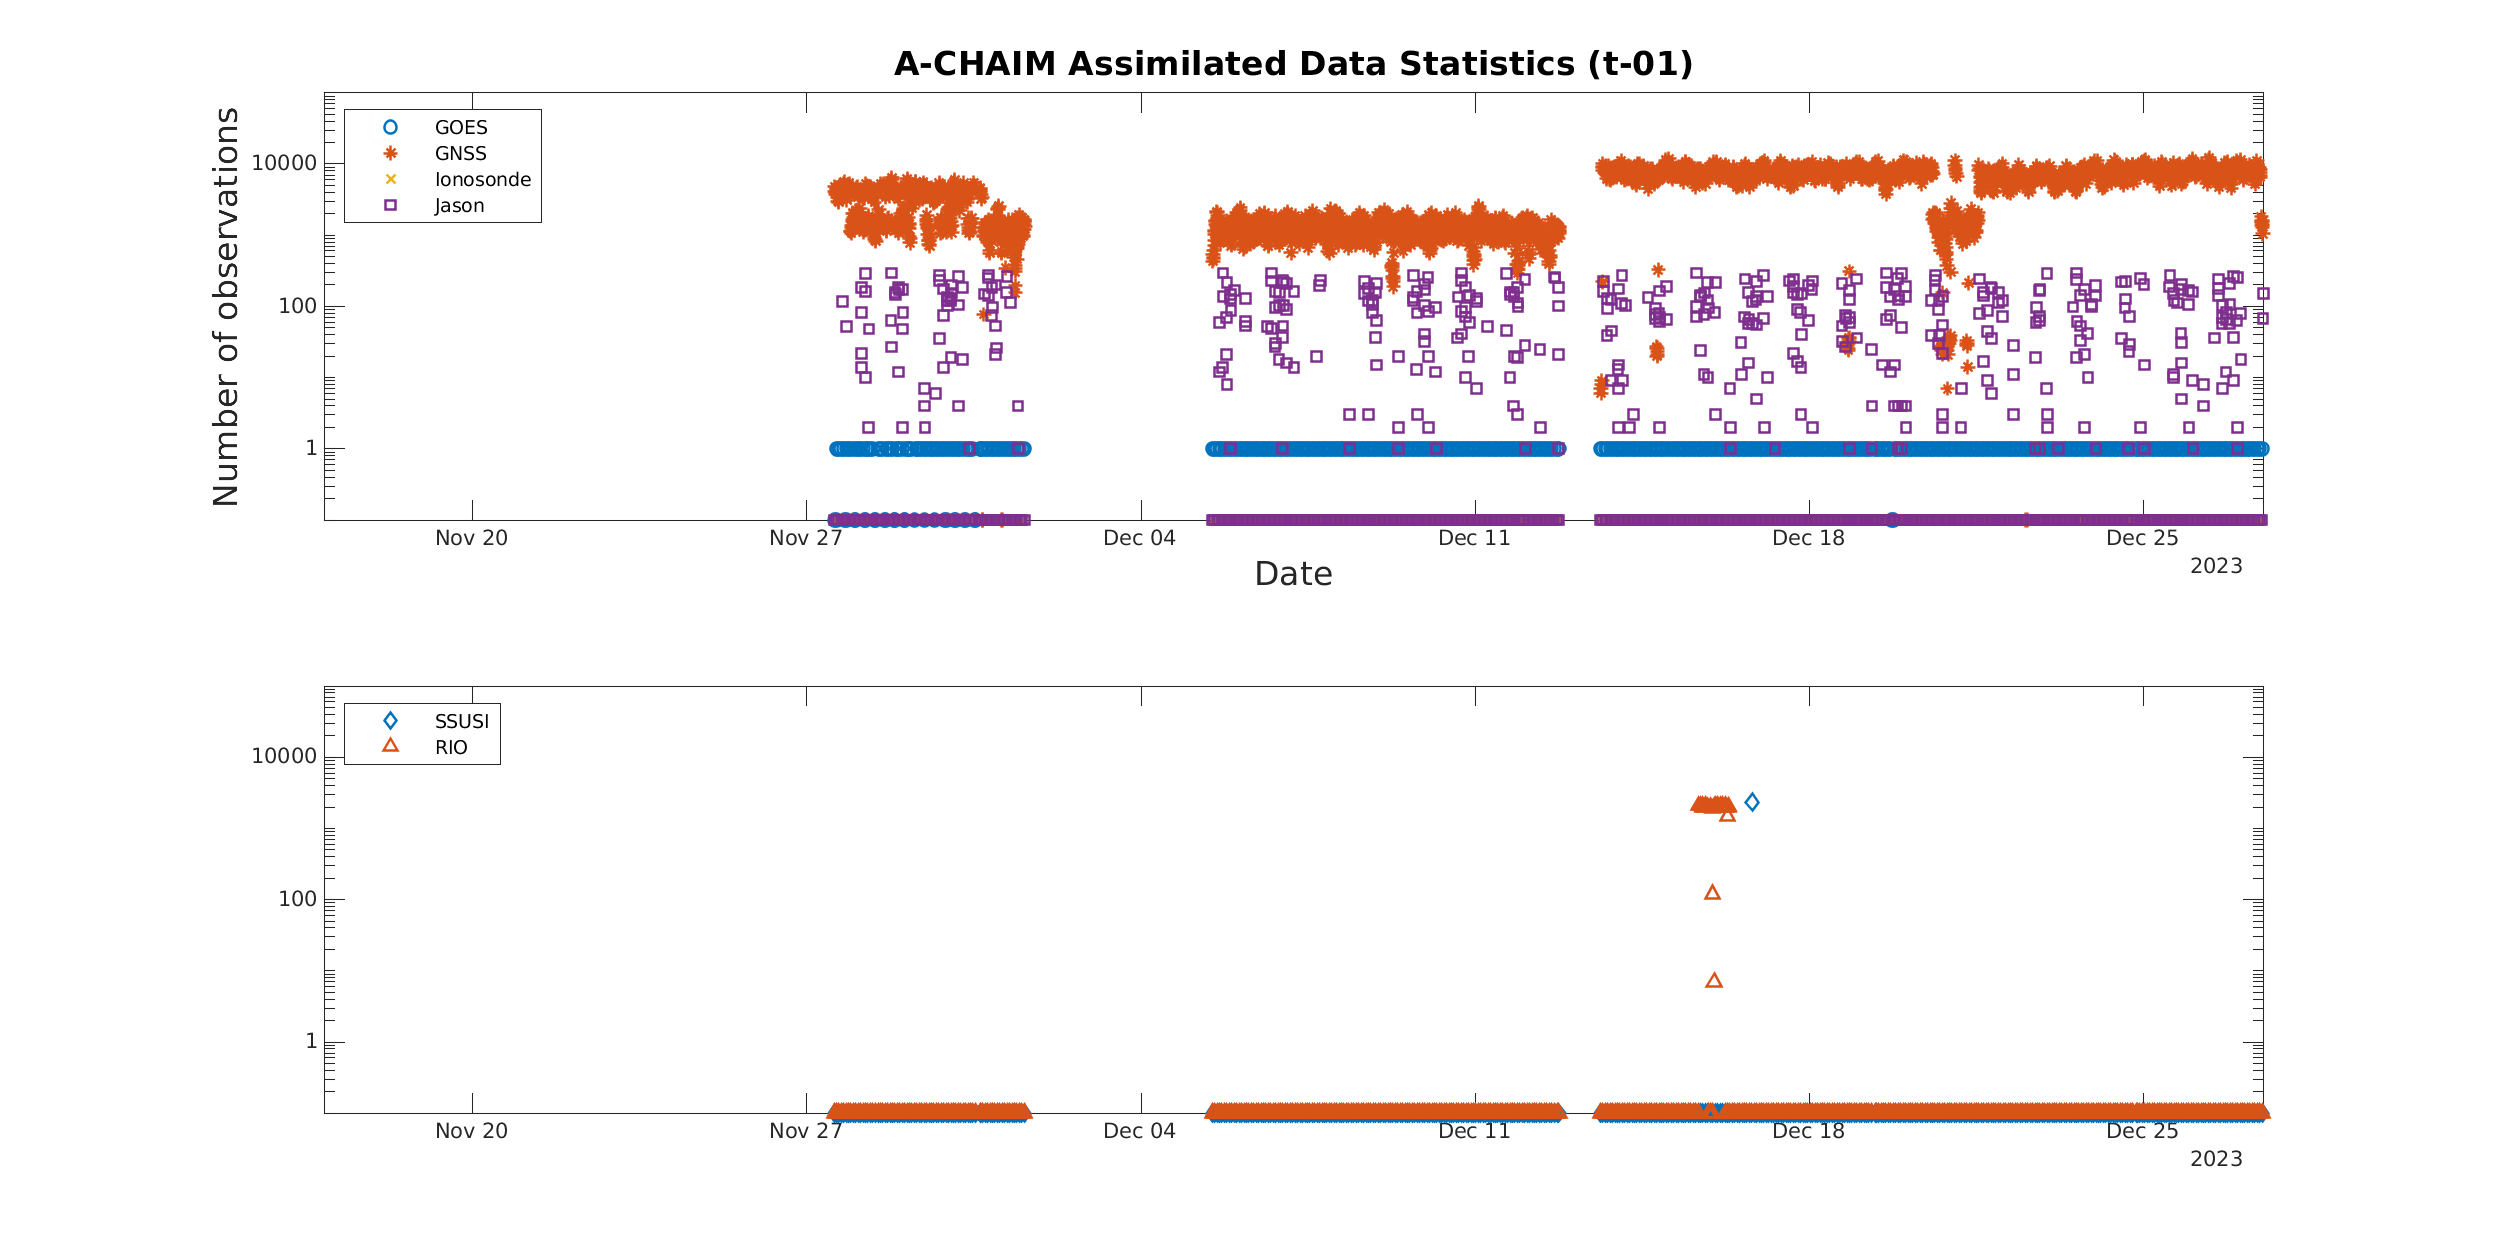 A-CHAIM Assimilated Data Statistics (t-01)
Number of observations
10000
100
1
GOES
GNSS
Ionosonde
Jason
Nov 20
Nov 27
Dec 04
Dec 11
Dec 18
Dec 25
2023
Date
10000
100
1
SSUSI
RIO
Nov 20
Nov 27
Dec 04
Dec 11
Dec 18
Dec 25
2023